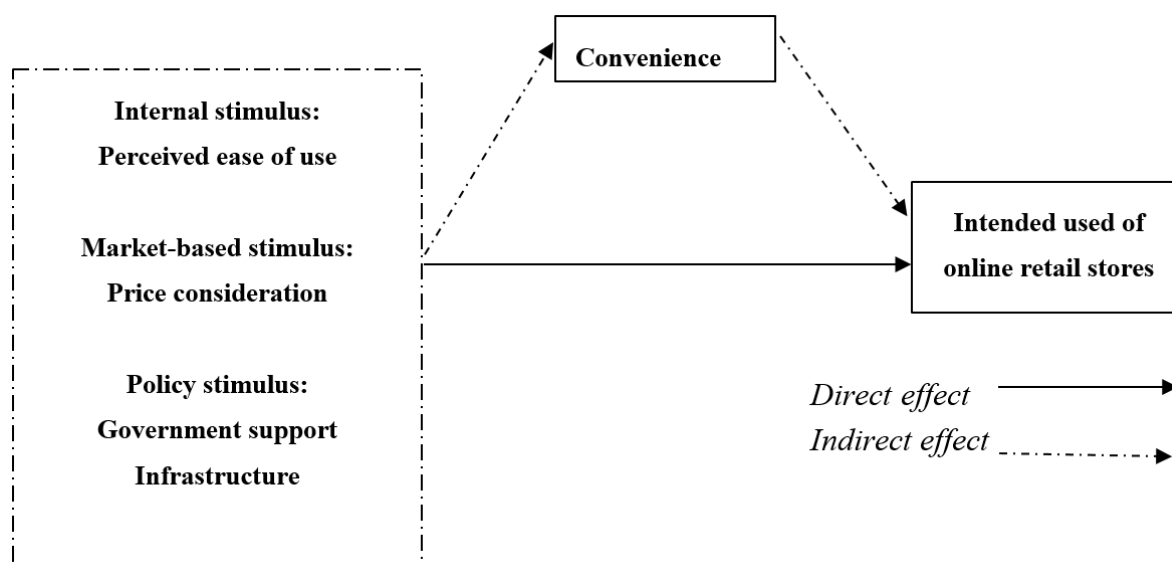 Convenience
Internal stimulus:
Perceived ease of use
Market-based stimulus:
Price consideration
Policy stimulus:
Government support
Infrastructure
Intended used of
online retail stores
Direct effect
Indirect effect